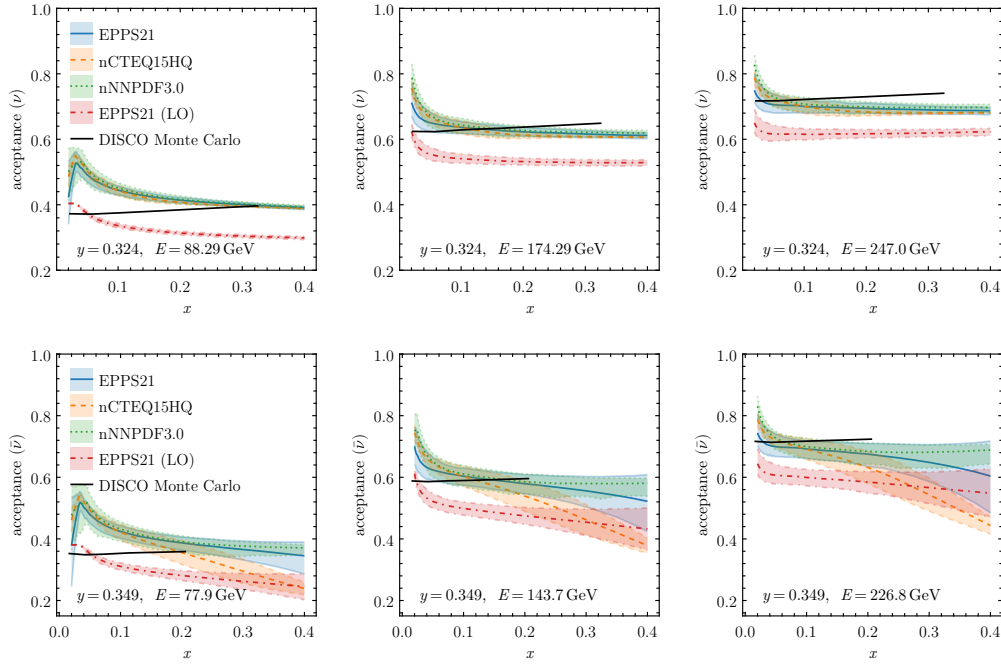 1.0
0.8
0.6
0.4
0.2
acceptance (ν)
EPPS21
nCTEQ15HQ
nNNPDF3.0
EPPS21 (LO)
DISCO Monte Carlo
y = 0.324, E = 88.29 GeV
0.1 0.2 0.3 0.4
x
1.0
0.8
0.6
0.4
0.2
acceptance (ν)
y = 0.324, E = 174.29 GeV
0.1 0.2 0.3 0.4
x
1.0
0.8
0.6
0.4
0.2
acceptance (ν)
y = 0.324, E = 247.0 GeV
0.1 0.2 0.3 0.4
x
1.0
0.8
0.6
0.4
0.2
acceptance (ν̄)
EPPS21
nCTEQ15HQ
nNNPDF3.0
EPPS21 (LO)
DISCO Monte Carlo
y = 0.349, E = 77.9 GeV
0.0 0.1 0.2 0.3 0.4
x
1.0
0.8
0.6
0.4
0.2
acceptance (ν̄)
y = 0.349, E = 143.7 GeV
0.0 0.1 0.2 0.3 0.4
x
1.0
0.8
0.6
0.4
0.2
acceptance (ν̄)
y = 0.349, E = 226.8 GeV
0.0 0.1 0.2 0.3 0.4
x